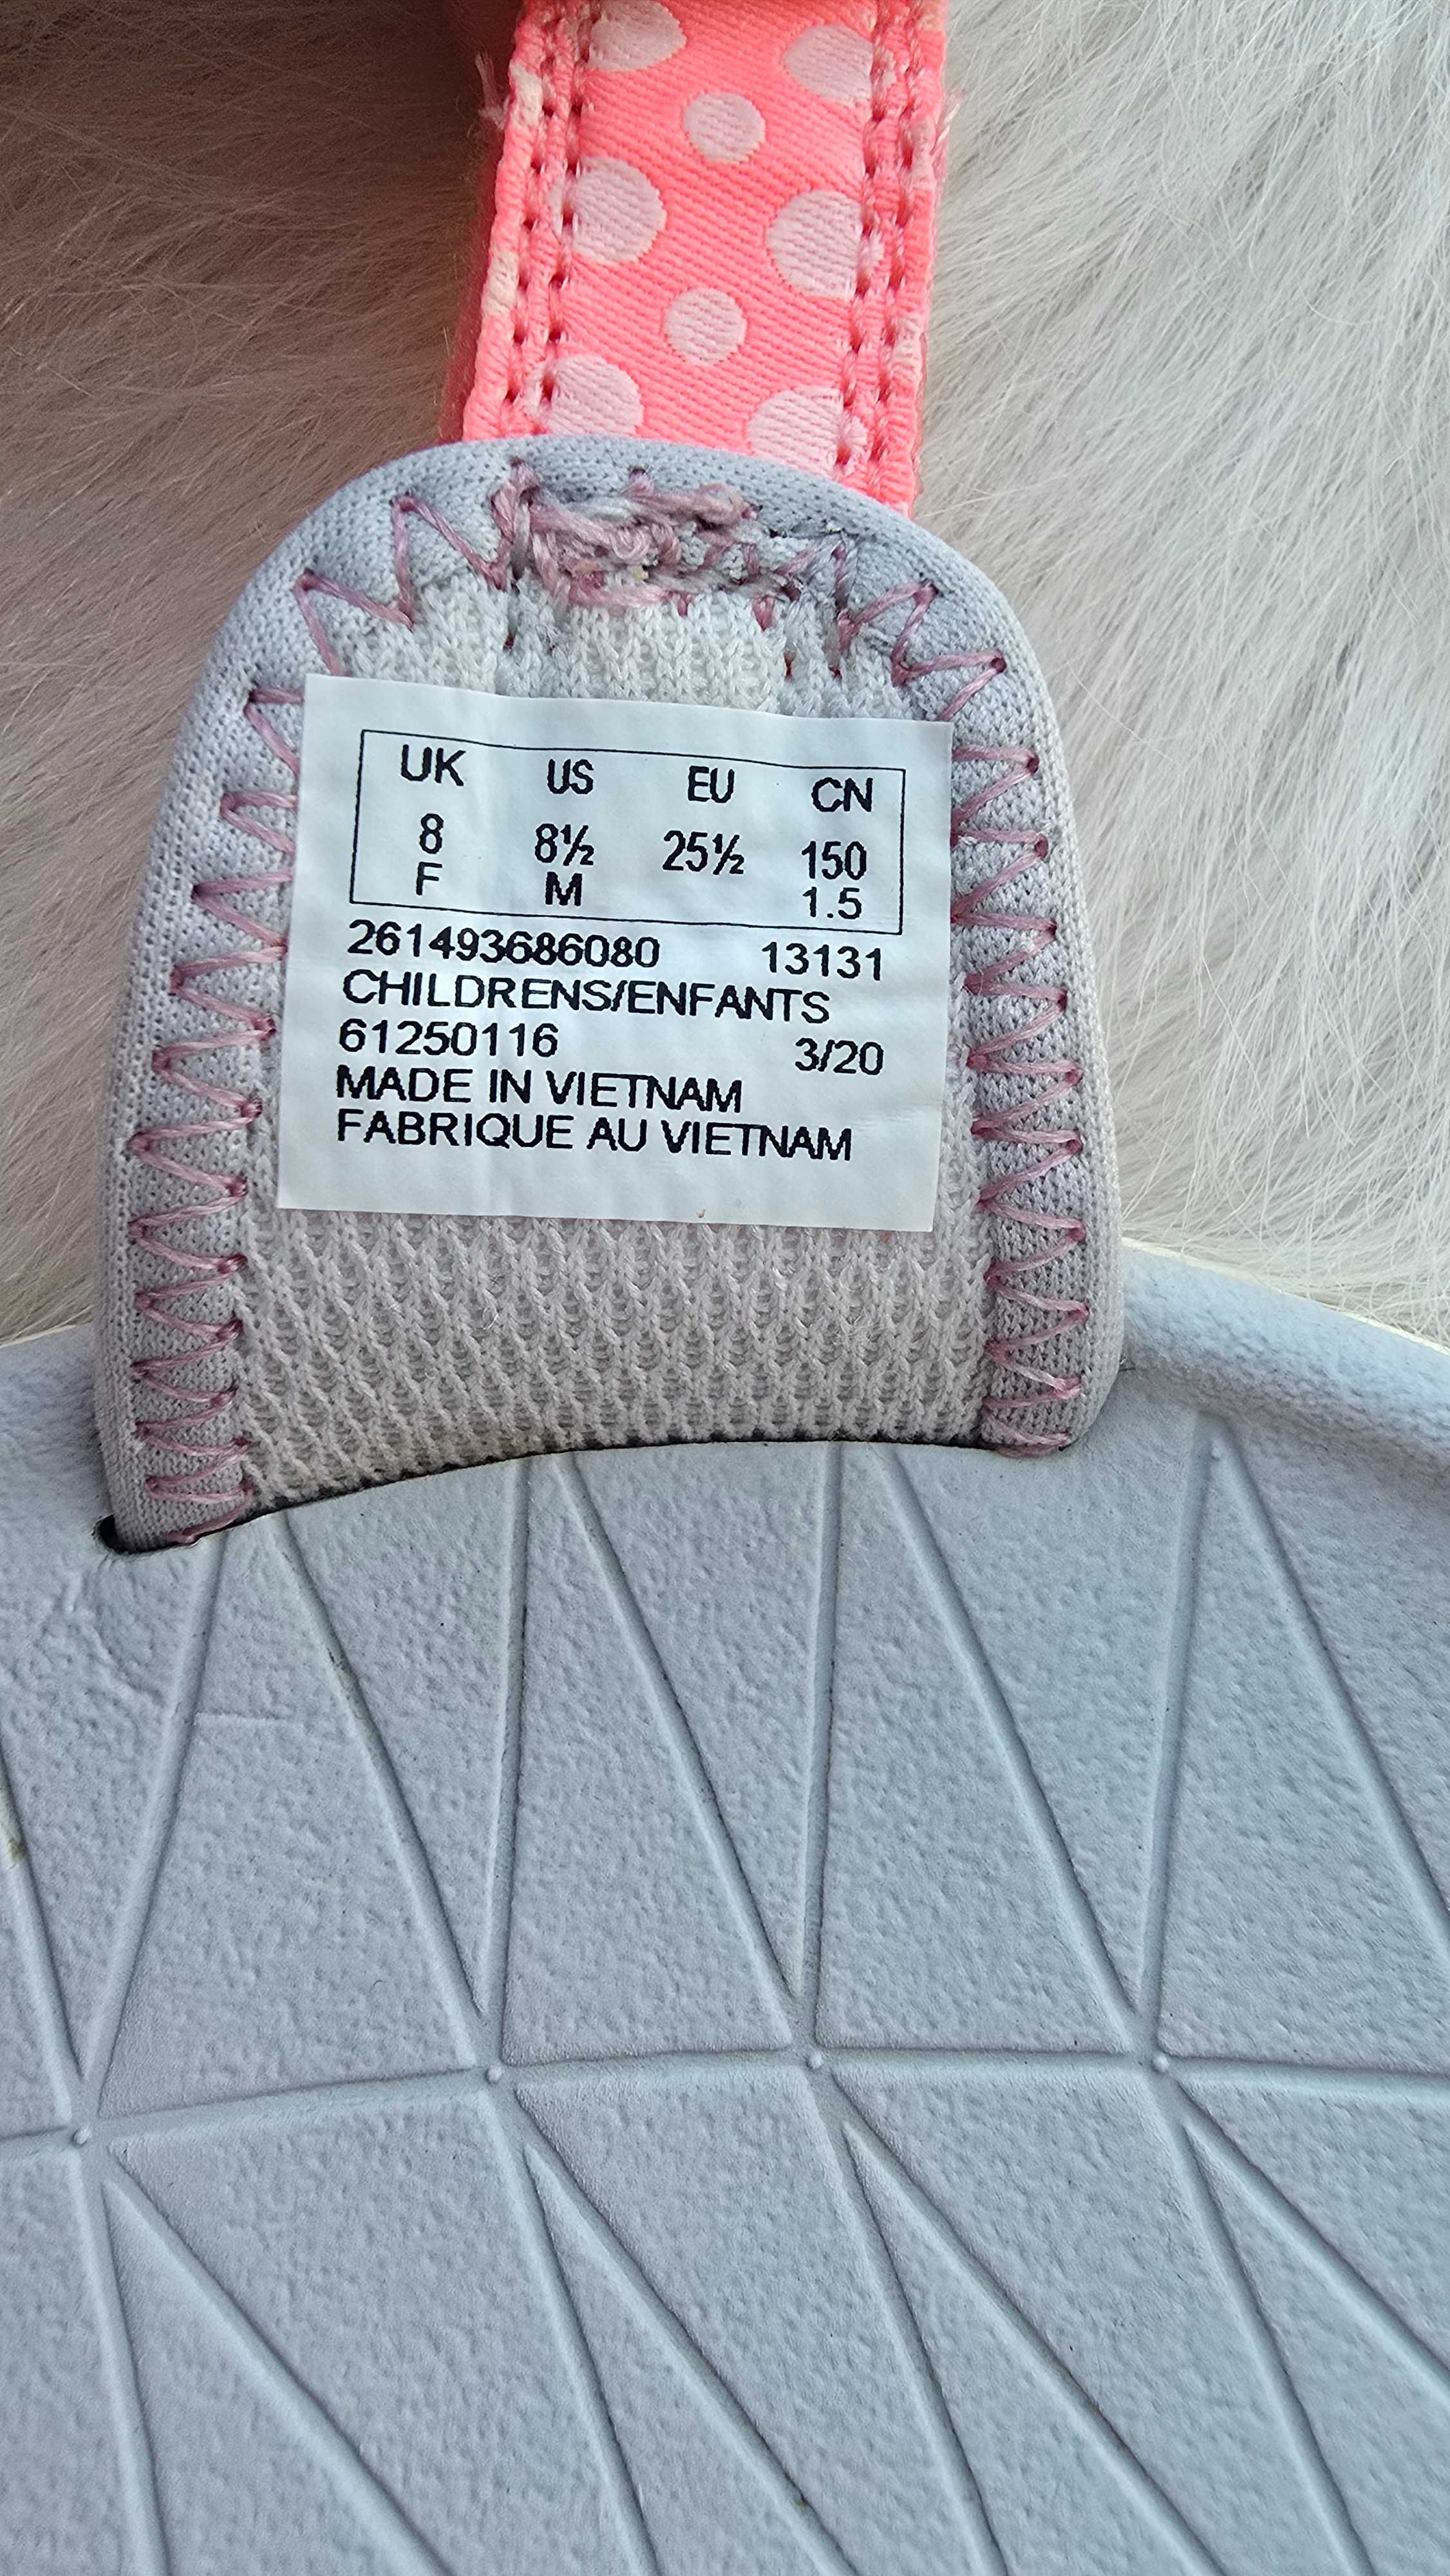 UK US EU CN
8 8½ 25½ 150
F M 1.5
261493686080 13131
CHILDRENS/ENFANTS
61250116 3/20
MADE IN VIETNAM
FABRIQUE AU VIETNAM